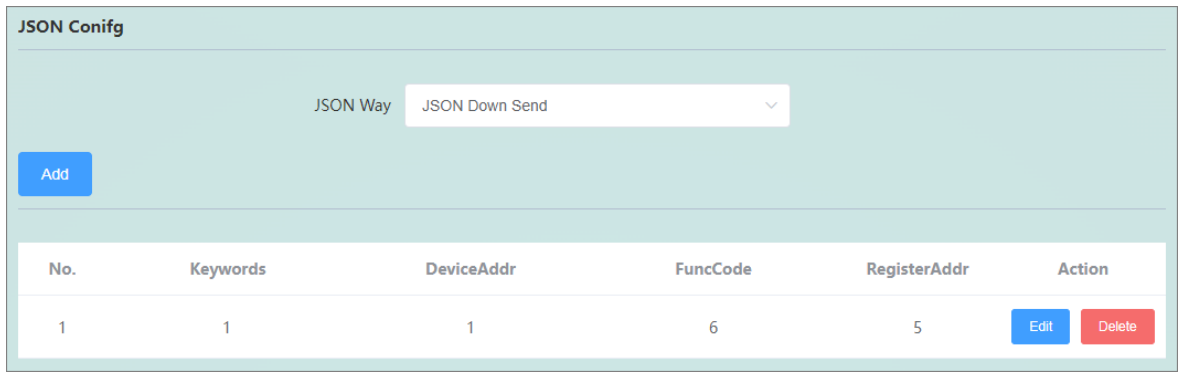 JSON Conifg
JSON Way JSON Down Send
Add
No. Keywords DeviceAddr FuncCode RegisterAddr Action
1 1 1 6 5 Edit Delete